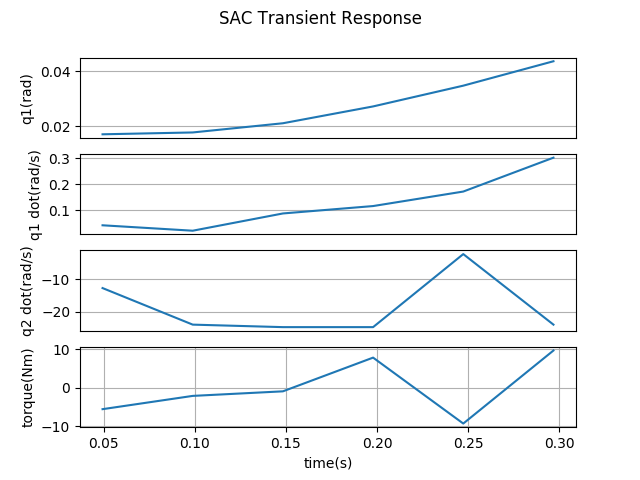 SAC Transient Response
q1(rad)
0.04
0.02
q1 dot(rad/s)
0.3
0.2
0.1
q2 dot(rad/s)
−10
−20
torque(Nm)
10
0
−10
0.05 0.10 0.15 0.20 0.25 0.30
time(s)